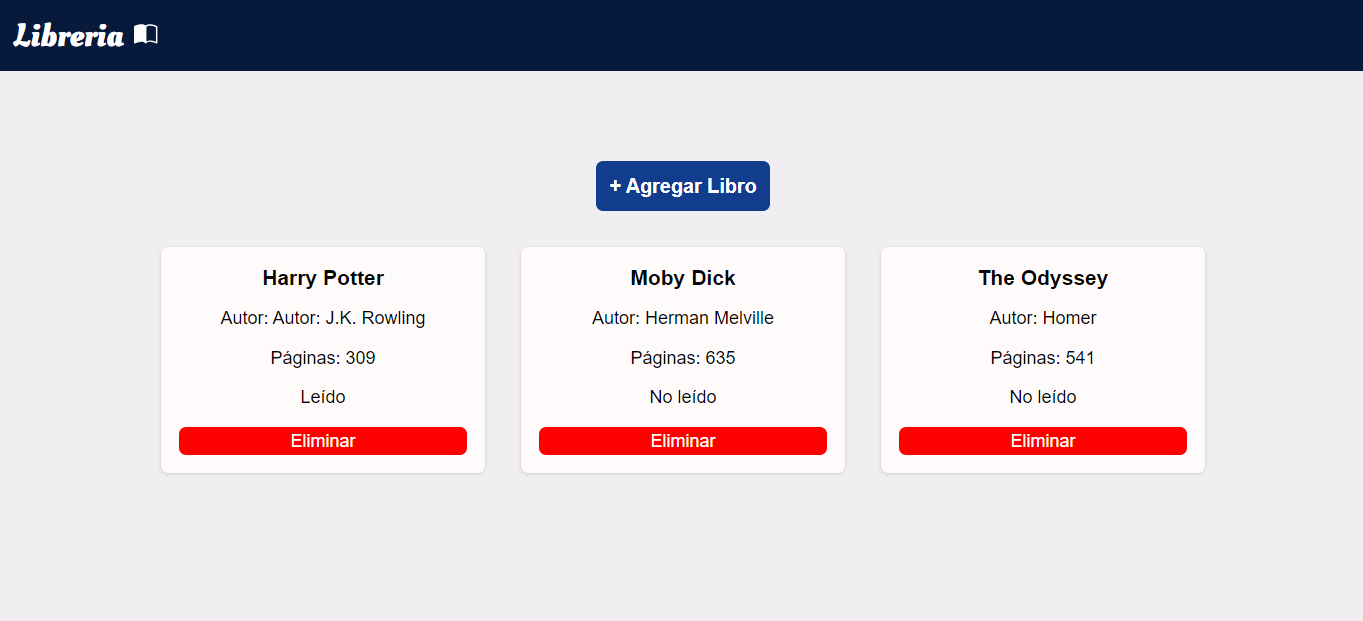 Libreria
+ Agregar Libro
Harry Potter
Autor: Autor: J.K. Rowling
Páginas: 309
Leído
Eliminar
Moby Dick
Autor: Herman Melville
Páginas: 635
No leído
Eliminar
The Odyssey
Autor: Homer
Páginas: 541
No leído
Eliminar